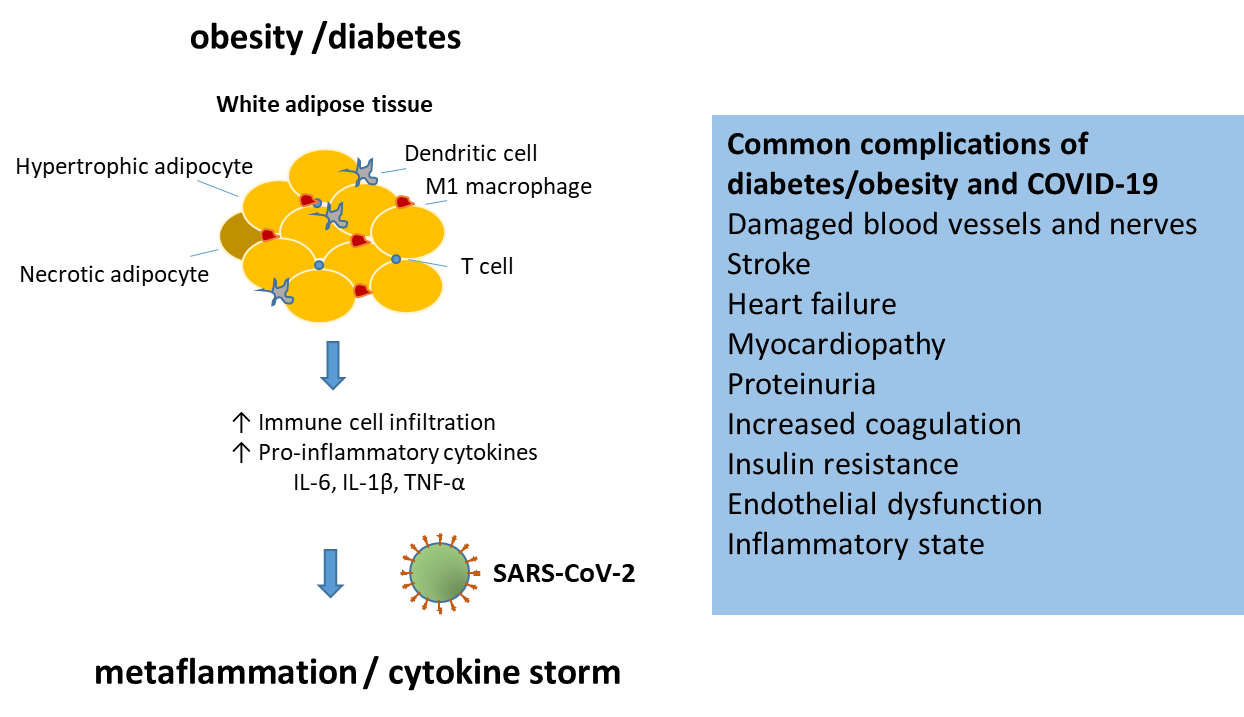 obesity /diabetes
White adipose tissue
Hypertrophic adipocyte
Dendritic cell
M1 macrophage
Necrotic adipocyte
T cell
↑ Immune cell infiltration
↑ Pro-inflammatory cytokines
IL-6, IL-1β, TNF-α
SARS-CoV-2
metaflammation / cytokine storm
Common complications of
diabetes/obesity and COVID-19
Damaged blood vessels and nerves
Stroke
Heart failure
Myocardiopathy
Proteinuria
Increased coagulation
Insulin resistance
Endothelial dysfunction
Inflammatory state